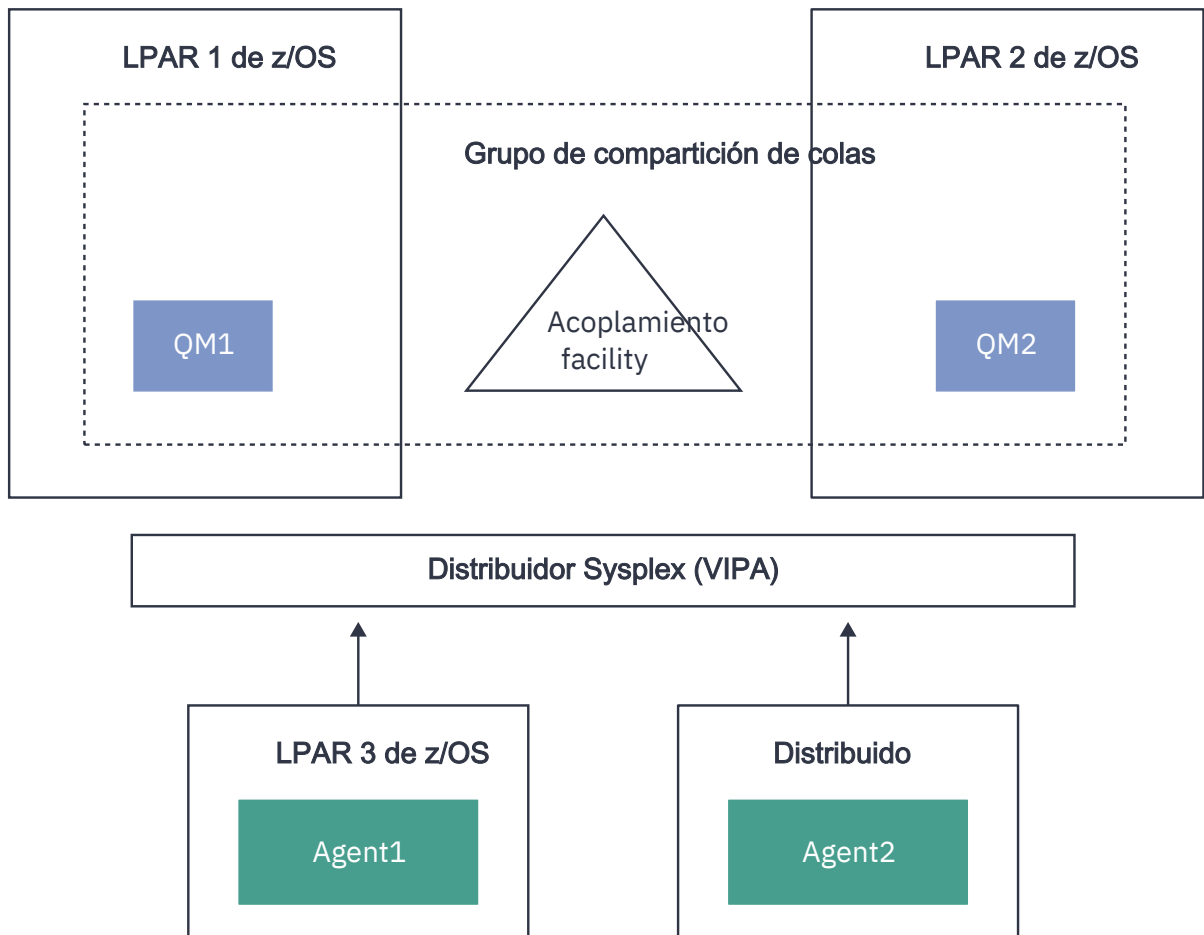 LPAR 1 de z/OS
LPAR 2 de z/OS
Grupo de compartición de colas
QM1
Acoplamiento
facility
QM2
Distribuidor Sysplex (VIPA)
LPAR 3 de z/OS
Distribuido
Agent1
Agent2